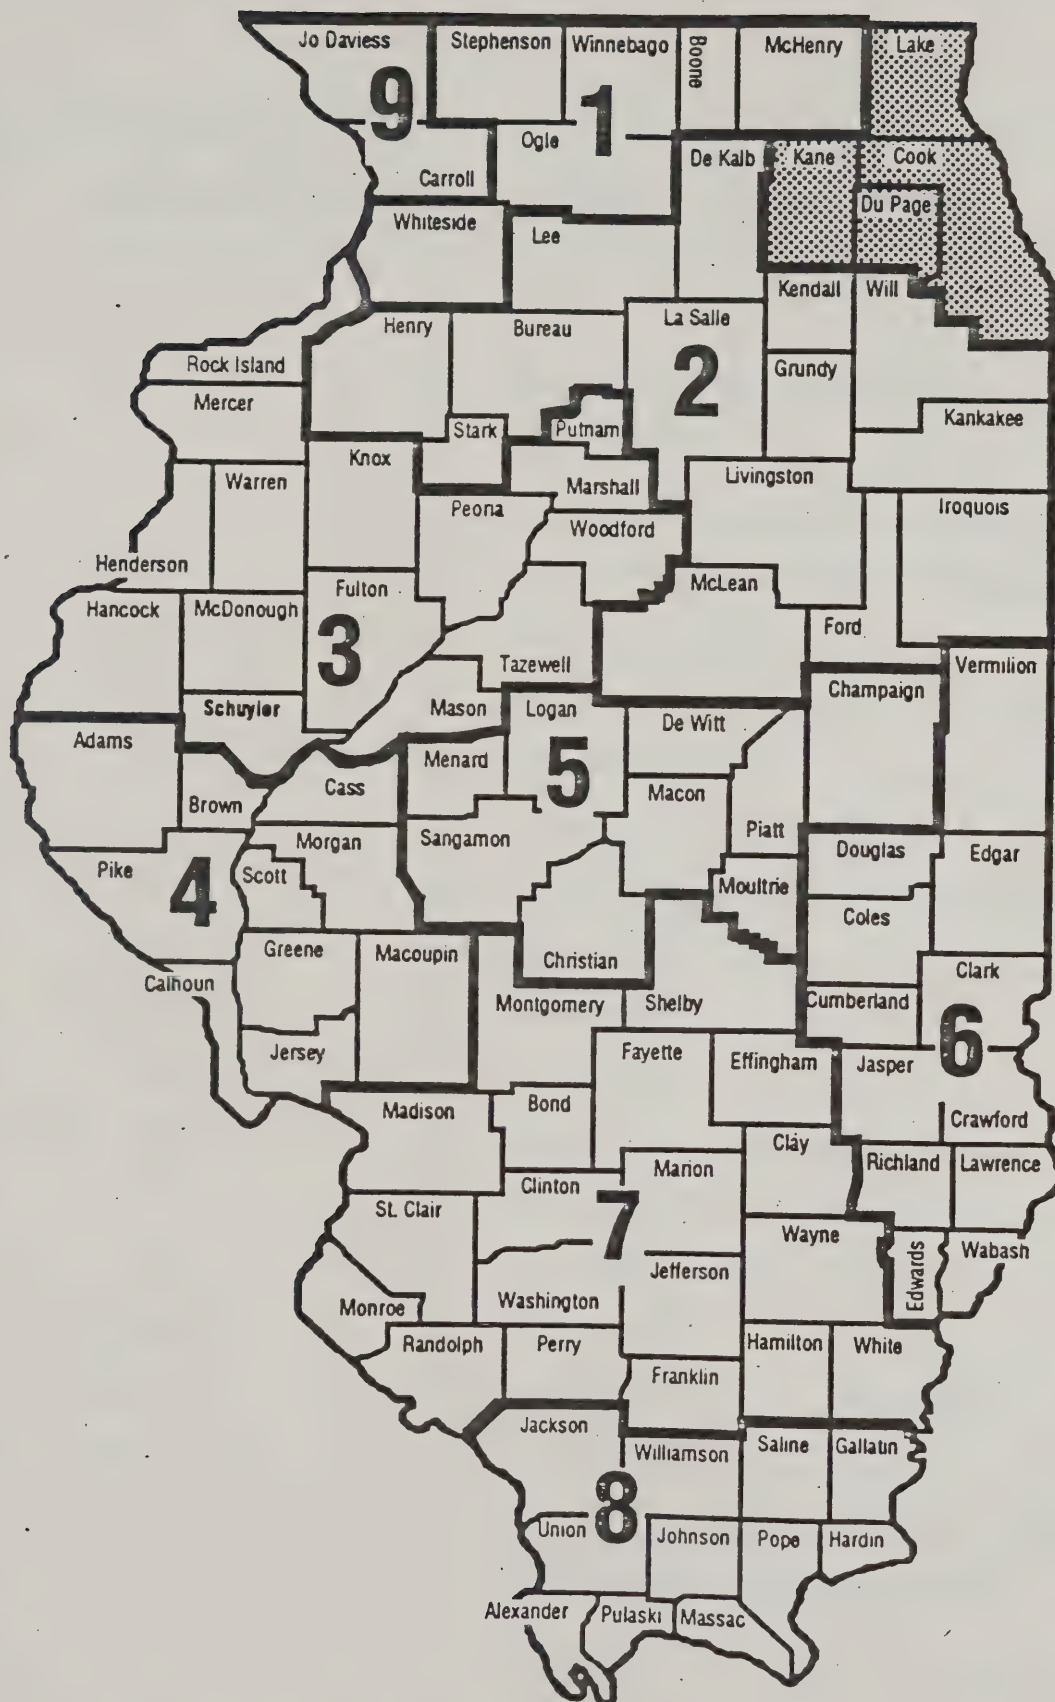 Jo Daviess
Stephenson
Winnebago
Boone
McHenry
Lake
9
1
Ogle
De Kalb
Kane
Cook
Carroll
Du Page
Whiteside
Lee
Kendall
Will
Henry
Bureau
La Salle
Rock Island
2
Grundy
Mercer
Stark
Putnam
Kankakee
Knox
Warren
Marshall
Livingston
Peoria
Iroquois
Woodford
Henderson
McLean
Hancock
McDonough
Fulton
Ford
3
Tazewell
Vermilion
Schuyler
Mason
Logan
Champaign
Adams
De Witt
Menard
5
Cass
Brown
Macon
Piatt
Morgan
Sangamon
Douglas
Edgar
Pike
4
Scott
Moultrie
Coles
Greene
Macoupin
Christian
Clark
Calhoun
Montgomery
Shelby
Cumberland
6
Jersey
Fayette
Effingham
Jasper
Madison
Bond
Crawford
Clay
Marion
Richland
Lawrence
Clinton
7
St. Clair
Wayne
Edwards
Wabash
Jefferson
Monroe
Washington
Randolph
Perry
Hamilton
White
Franklin
Jackson
Williamson
Saline
Gallatin
8
Union
Johnson
Pope
Hardin
Alexander
Pulaski
Massac